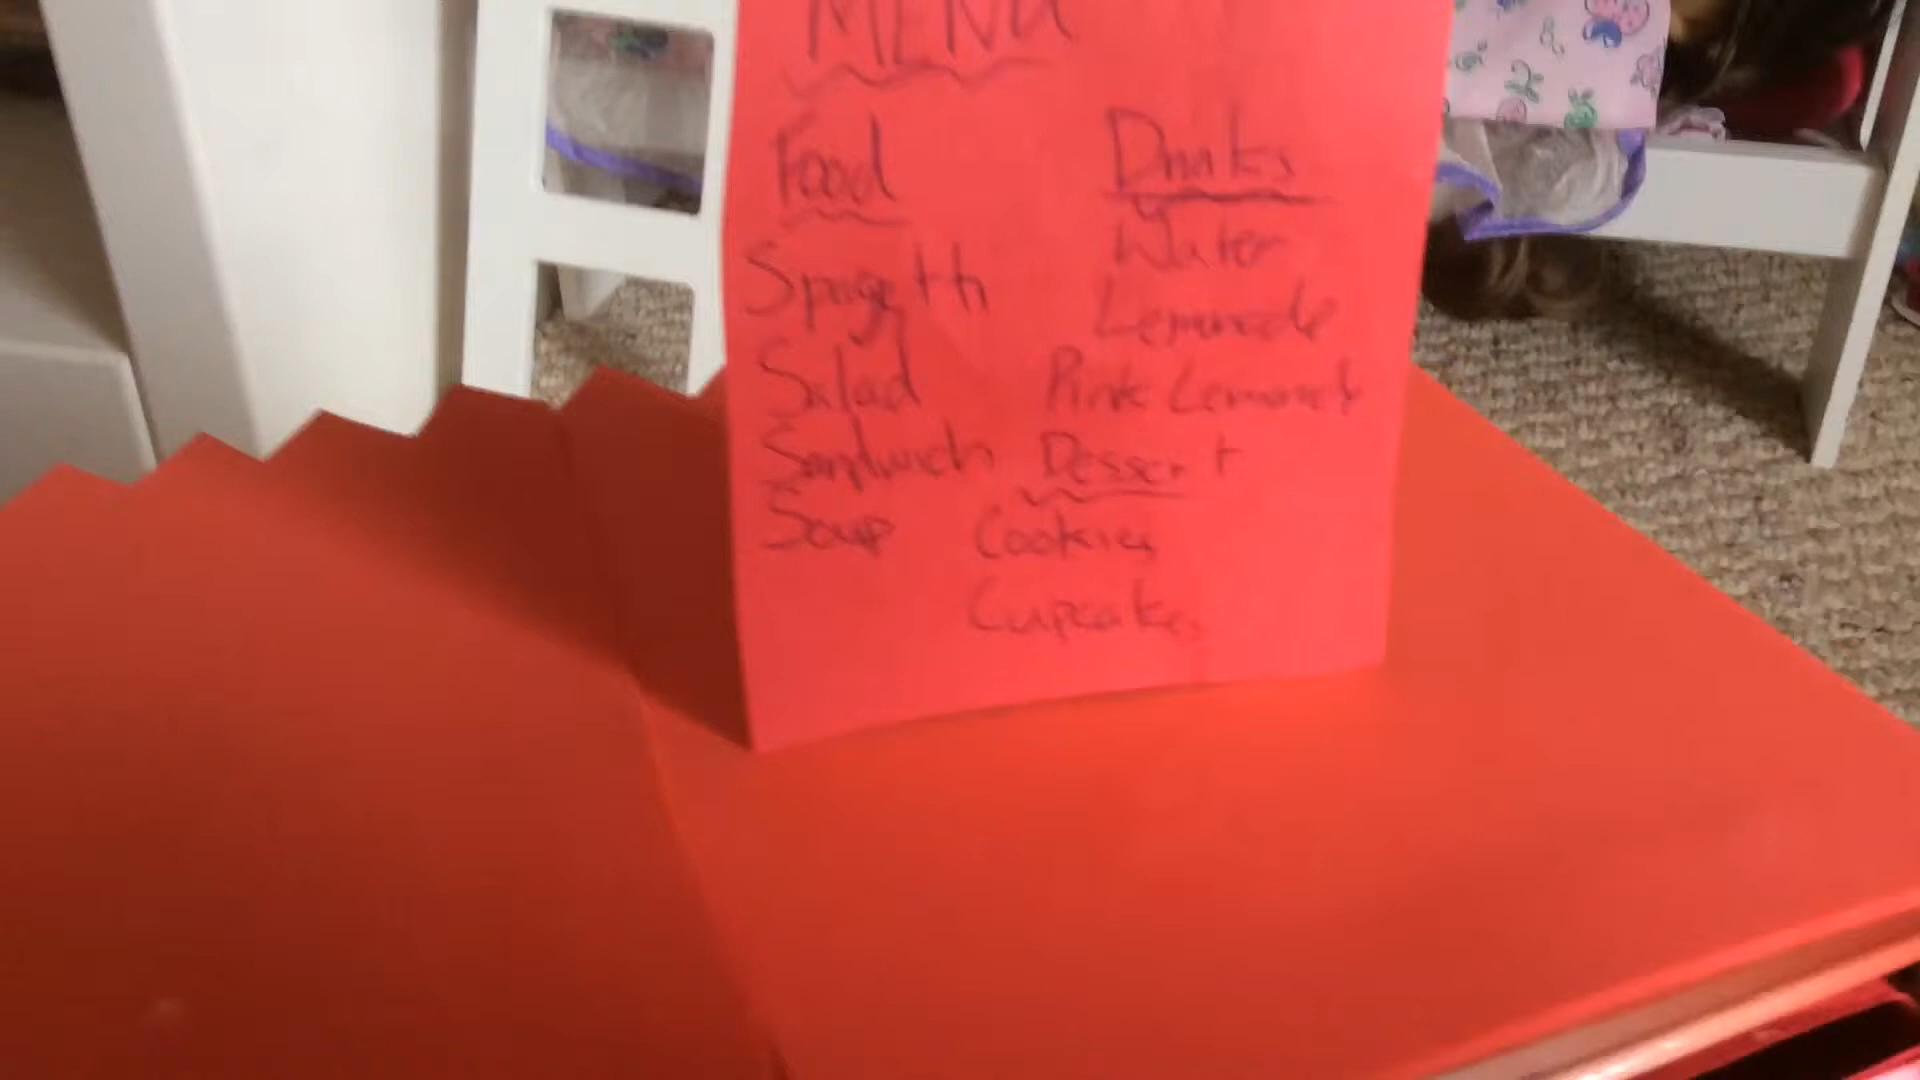 MENU
Food
Spagetti
Salad
Sandwich
Soup
Drinks
Water
Lemonade
Pink Lemonade
Dessert
Cookies
Cupcakes